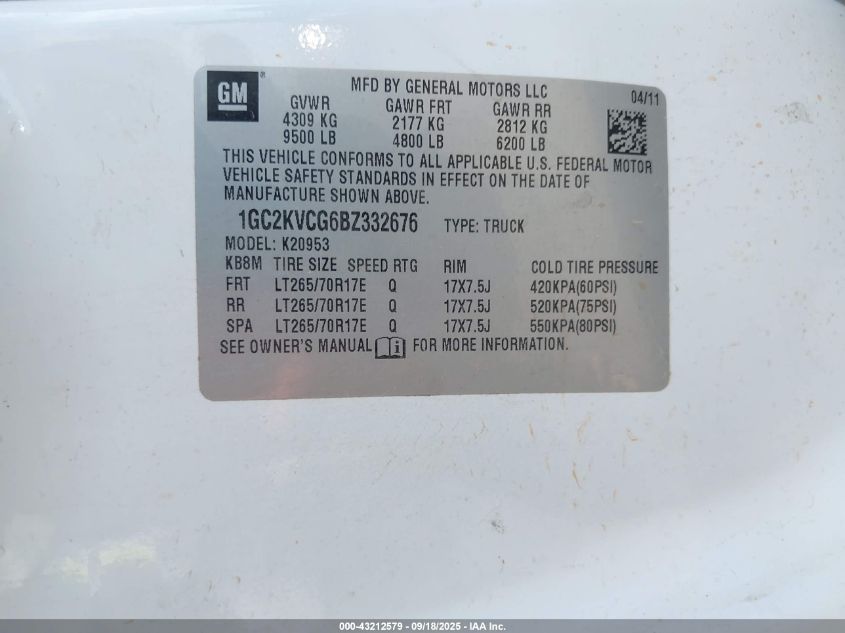 GM®
MFD BY GENERAL MOTORS LLC
04/11
GVWR GAWR FRT GAWR RR
4309 KG 2177 KG 2812 KG
9500 LB 4800 LB 6200 LB
THIS VEHICLE CONFORMS TO ALL APPLICABLE U.S. FEDERAL MOTOR
VEHICLE SAFETY STANDARDS IN EFFECT ON THE DATE OF
MANUFACTURE SHOWN ABOVE.
1GC2KVCG6BZ332676 TYPE: TRUCK
MODEL: K20953
KB8M TIRE SIZE SPEED RTG RIM COLD TIRE PRESSURE
FRT LT265/70R17E Q 17X7.5J 420KPA(60PSI)
RR LT265/70R17E Q 17X7.5J 520KPA(75PSI)
SPA LT265/70R17E Q 17X7.5J 550KPA(80PSI)
SEE OWNER'S MANUAL i FOR MORE INFORMATION.
000-43212579 - 09/18/2025 - IAA Inc.